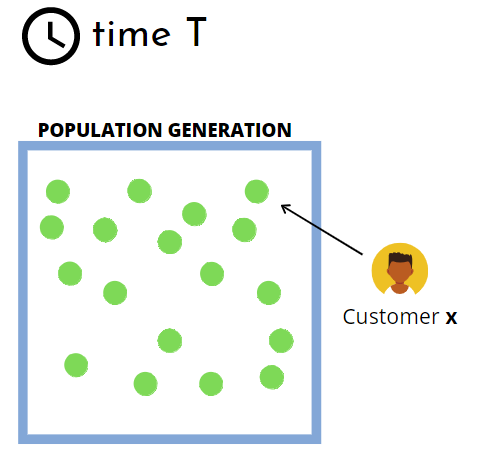 time T
POPULATION GENERATION
Customer x